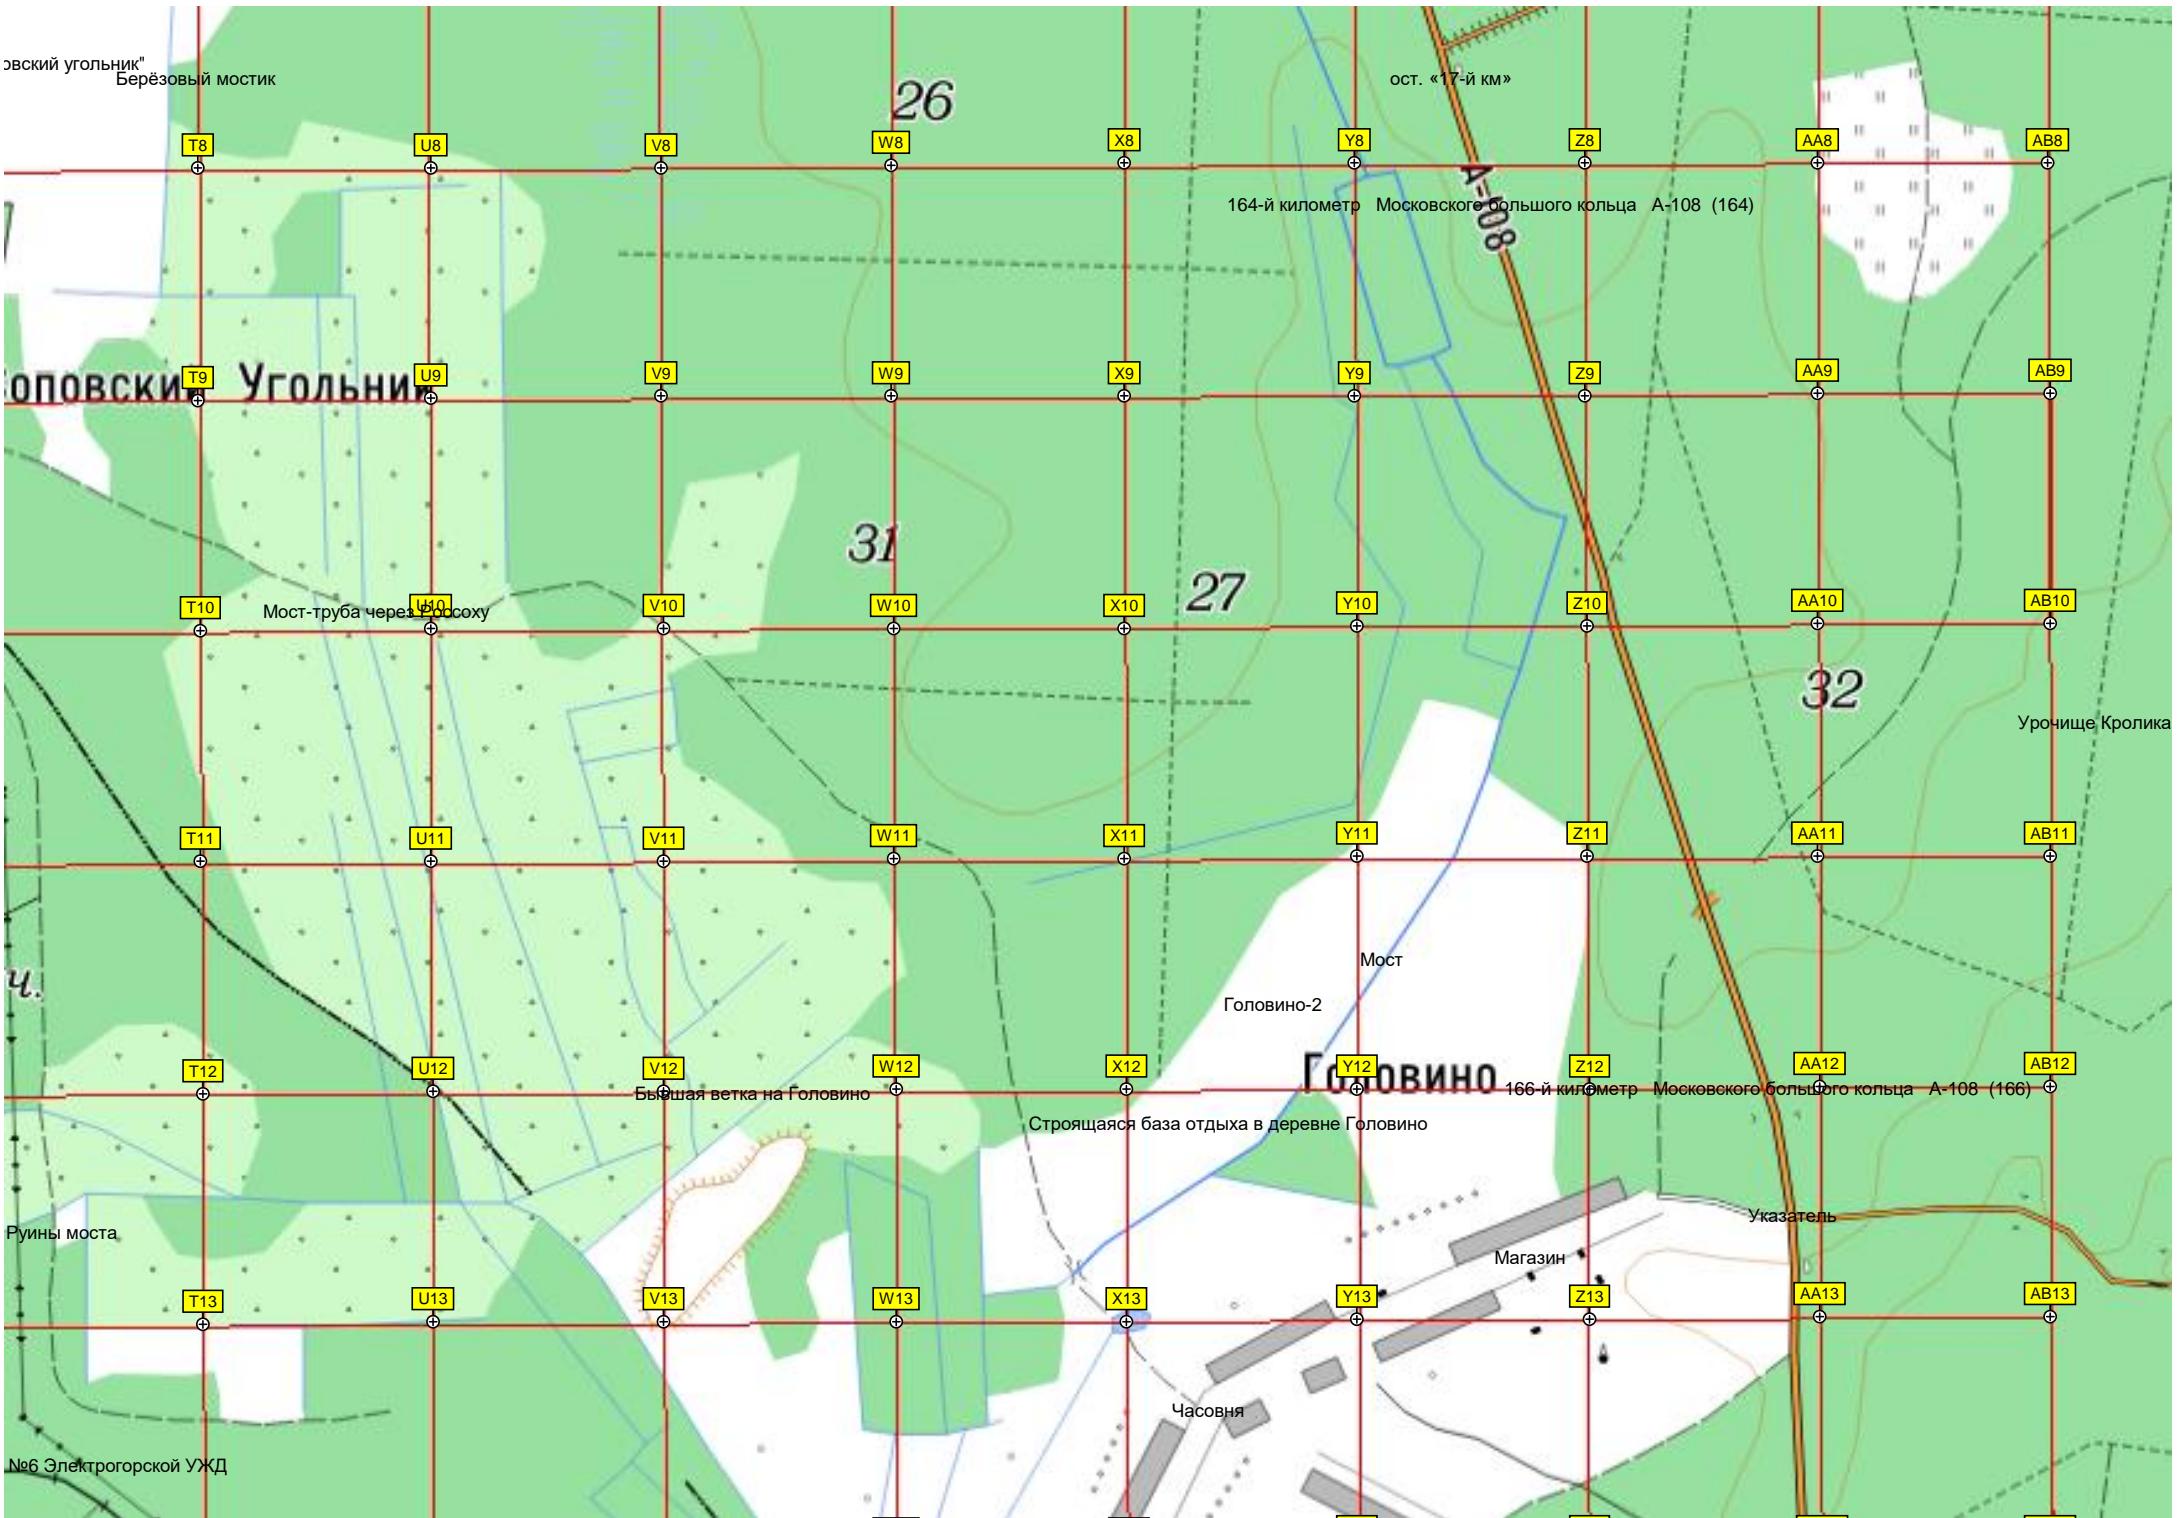 овский угольник"
Берёзовый мостик
26
ост. «17-й км»
T8 U8 V8 W8 X8 Y8 Z8 AA8 AB8
164-й километр Московского большого кольца А-108 (164)
А-108
T9 U9 V9 W9 X9 Y9 Z9 AA9 AB9
оповский Угольник
31
27
T10 U10 V10 W10 X10 Y10 Z10 AA10 AB10
Мост-труба через Россоху
32
Урочище Кролика
T11 U11 V11 W11 X11 Y11 Z11 AA11 AB11
Мост
ч.
Головино-2
T12 U12 V12 W12 X12 Y12 Z12 AA12 AB12
Головино
Бывшая ветка на Головино
166-й километр Московского большого кольца А-108 (166)
Строящаяся база отдыха в деревне Головино
Руины моста
Указатель
Магазин
T13 U13 V13 W13 X13 Y13 Z13 AA13 AB13
Часовня
№6 Электрогорской УЖД